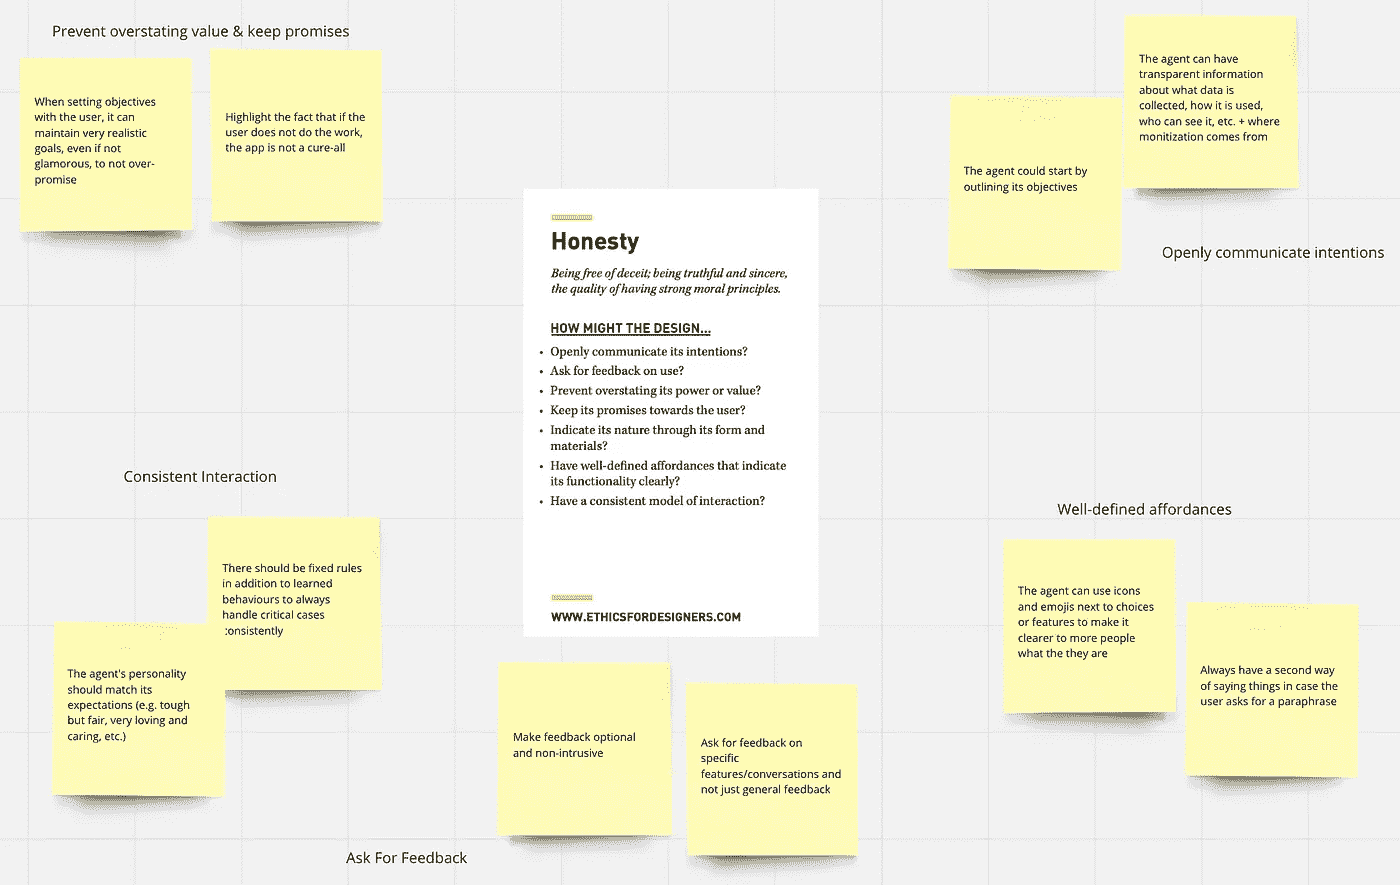 Prevent overstating value & keep promises
When setting objectives
with the user, it can
maintain very realistic
goals, even if not
glamorous, to not over-
promise
Highlight the fact that if the
user does not do the work,
the app is not a cure-all
The agent could start by
outlining its objectives
The agent can have
transparent information
about what data is
collected, how it is used,
who can see it, etc. + where
monitization comes from
Openly communicate intentions
Honesty
Being free of deceit; being truthful and sincere,
the quality of having strong moral principles.
HOW MIGHT THE DESIGN...
• Openly communicate its intentions?
• Ask for feedback on use?
• Prevent overstating its power or value?
• Keep its promises towards the user?
• Indicate its nature through its form and
materials?
• Have well-defined affordances that indicate
its functionality clearly?
• Have a consistent model of interaction?
WWW.ETHICSFORDESIGNERS.COM
Consistent Interaction
There should be fixed rules
in addition to learned
behaviours to always
handle critical cases
:onsistently
The agent's personality
should match its
expectations (e.g. tough
but fair, very loving and
caring, etc.)
Well-defined affordances
The agent can use icons
and emojis next to choices
or features to make it
clearer to more people
what the they are
Always have a second way
of saying things in case the
user asks for a paraphrase
Make feedback optional
and non-intrusive
Ask for feedback on
specific
features/conversations and
not just general feedback
Ask For Feedback